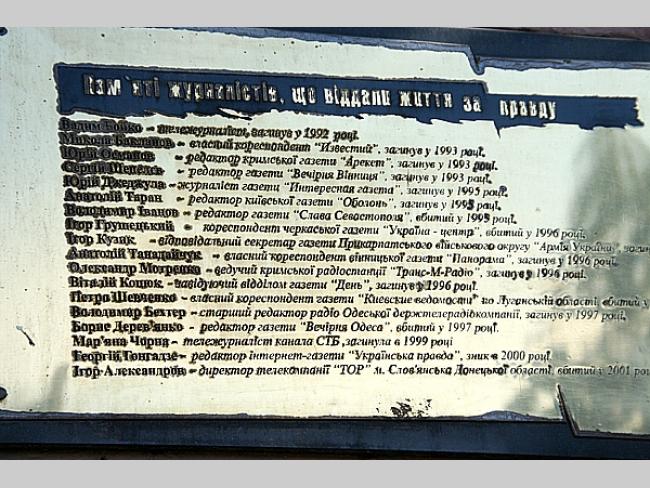 Пам`яті журналістів, що віддали життя за правду
Вадим Бойко - тележурналіст, загинув у 1992 році.
Микола Бакланов - власний кореспондент "Известий", загинув у 1993 році.
Юрій Османов - редактор кримської газети "Арекет", загинув у 1993 році.
Сергій Шепелєв - редактор газети "Вечірня Вінниця", загинув у 1993 році.
Юрій Джеджула - журналіст газети "Интересная газета", загинув у 1995 році.
Анатолій Таран - редактор київської газети "Оболонь", загинув у 1995 році.
Володимир Іванов - редактор газети "Слава Севастополя", вбитий у 1995 році.
Ігор Грушецький - кореспондент черкаської газети "Україна - центр", вбитий у 1996 році.
Ігор Кузик - відповідальний секретар газети Прикарпатського військового округу "Армія України", загин
Анатолій Танадайчук - власний кореспондент вінницької газети "Панорама", загинув у 1996 році.
Олександр Мотренко - ведучий кримської радіостанції "Транс-М-Радіо", загинув у 1996 році.
Віталій Коцюк - завідуючий відділом газети "День", загинув у 1996 році.
Петро Шевченко - власний кореспондент газети "Киевские ведомости" по Луганській області, вбитий у
Володимир Бехтер - старший редактор радіо Одеської держтелерадіокомпанії, загинув у 1997 році.
Борис Дерев'янко - редактор газети "Вечірня Одеса", вбитий у 1997 році.
Мар'яна Чорна - тележурналіст канала СТБ, загинула в 1999 році
Георгій Гонгадзе - редактор інтернет-газети "Українська правда", зник в 2000 році.
Ігор Александров - директор телекомпанії "ТОР" м. Слов'янська Донецької області, вбитий у 2001 році